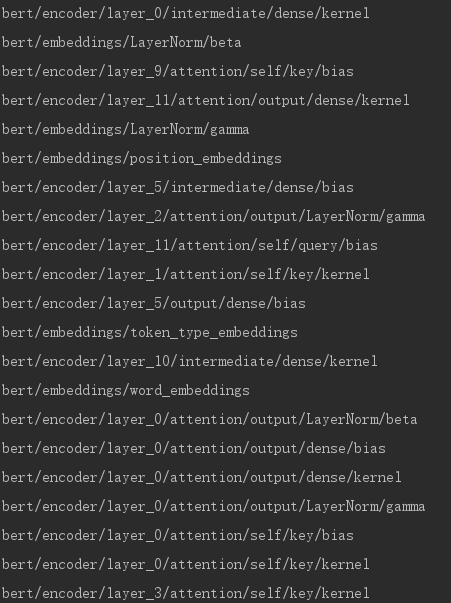 bert/encoder/layer_0/intermediate/dense/kernel
bert/embeddings/LayerNorm/beta
bert/encoder/layer_9/attention/self/key/bias
bert/encoder/layer_11/attention/output/dense/kernel
bert/embeddings/LayerNorm/gamma
bert/embeddings/position_embeddings
bert/encoder/layer_5/intermediate/dense/bias
bert/encoder/layer_2/attention/output/LayerNorm/gamma
bert/encoder/layer_11/attention/self/query/bias
bert/encoder/layer_1/attention/self/key/kernel
bert/encoder/layer_5/output/dense/bias
bert/embeddings/token_type_embeddings
bert/encoder/layer_10/intermediate/dense/kernel
bert/embeddings/word_embeddings
bert/encoder/layer_0/attention/output/LayerNorm/beta
bert/encoder/layer_0/attention/output/dense/bias
bert/encoder/layer_0/attention/output/dense/kernel
bert/encoder/layer_0/attention/output/LayerNorm/gamma
bert/encoder/layer_0/attention/self/key/bias
bert/encoder/layer_0/attention/self/key/kernel
bert/encoder/layer_3/attention/self/key/kernel